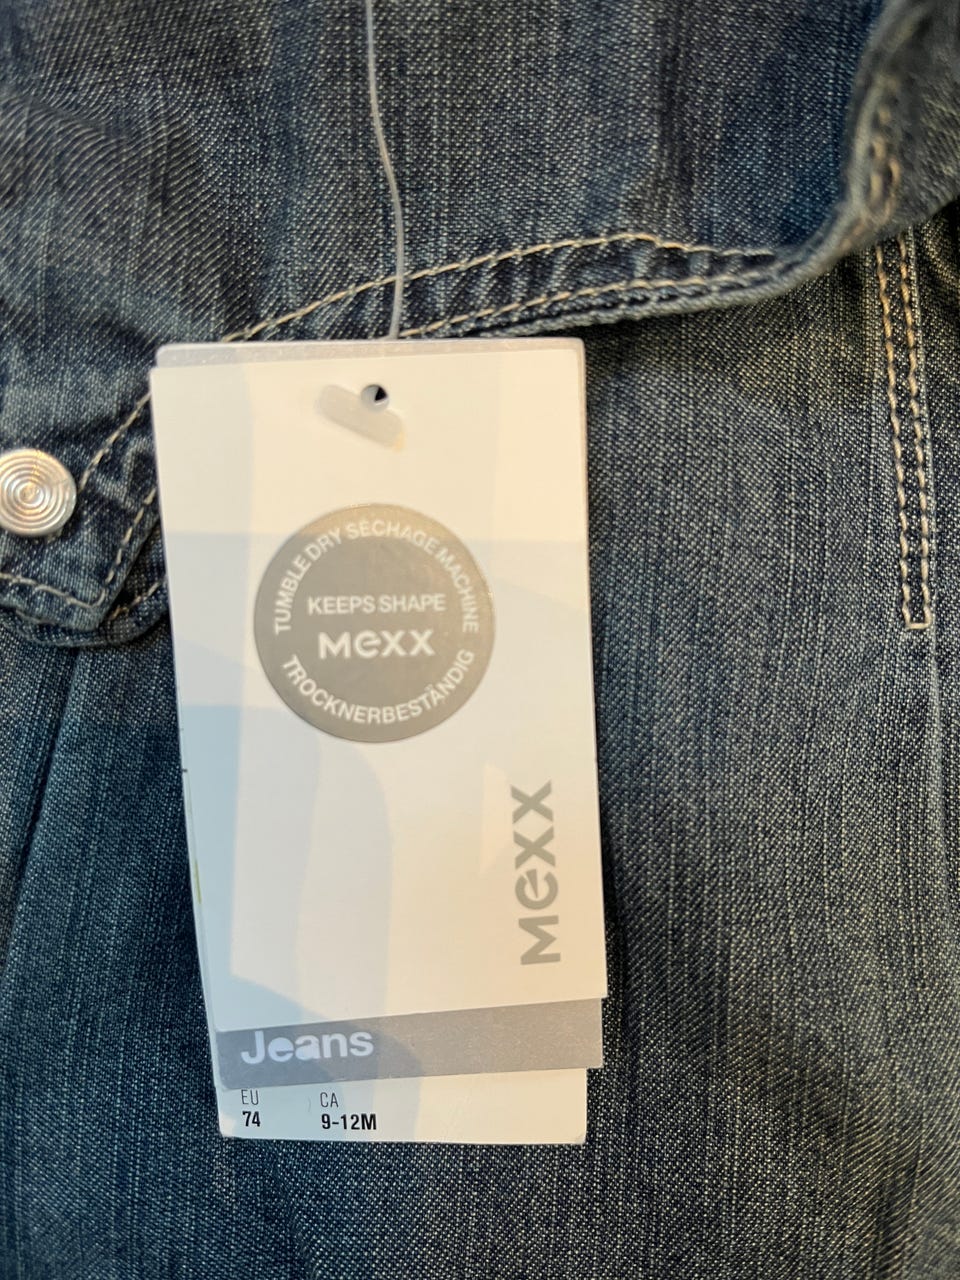 TUMBLE DRY SÉCHAGE MACHINE
KEEPS SHAPE
MEXX
TROCKNERBESTÄNDIG
MEXX
Jeans
EU CA
74 9-12M